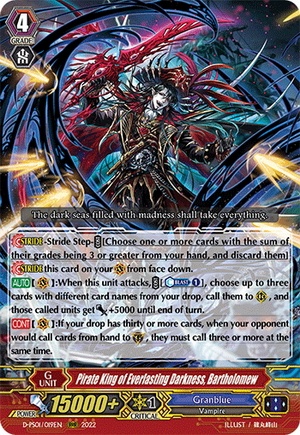 4
GRADE
The dark seas filled with madness shall take everything.
STRIDE -Stride Step- [Choose one or more cards with the sum of
their grades being 3 or greater from your hand, and discard them]
STRIDE this card on your from face down.
AUTO [ ]:When this unit attacks, [ BLAST 1 ], choose up to three
cards with different card names from your drop, call them to , and
those called units get +5000 until end of turn.
CONT [ ]:If your drop has thirty or more cards, when your opponent
would call cards from hand to , they must call three or more at the
same time.
G
UNIT
Pirate King of Everlasting Darkness, Bartholomew
POWER
15000+
1
CRITICAL
Granblue
Vampire
D-PS01/019EN
2022
ILLUST /